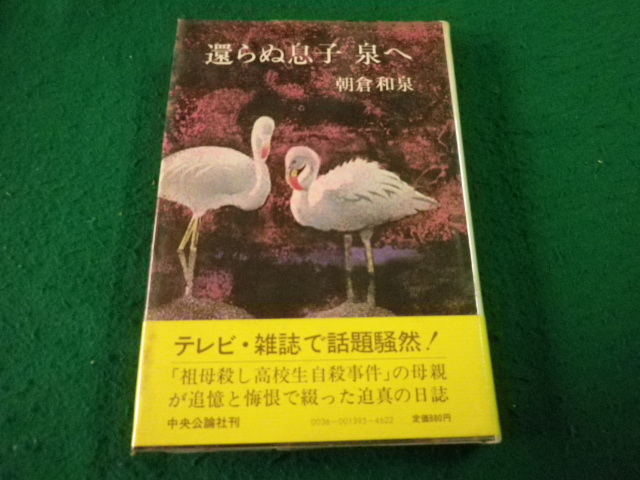 還らぬ息子 泉へ
朝倉和泉
テレビ・雑誌で話題騒然!
「祖母殺し高校生自殺事件」の母親
が追憶と悔恨で綴った迫真の日誌
中央公論社刊 0036-001393-4622 定価880円